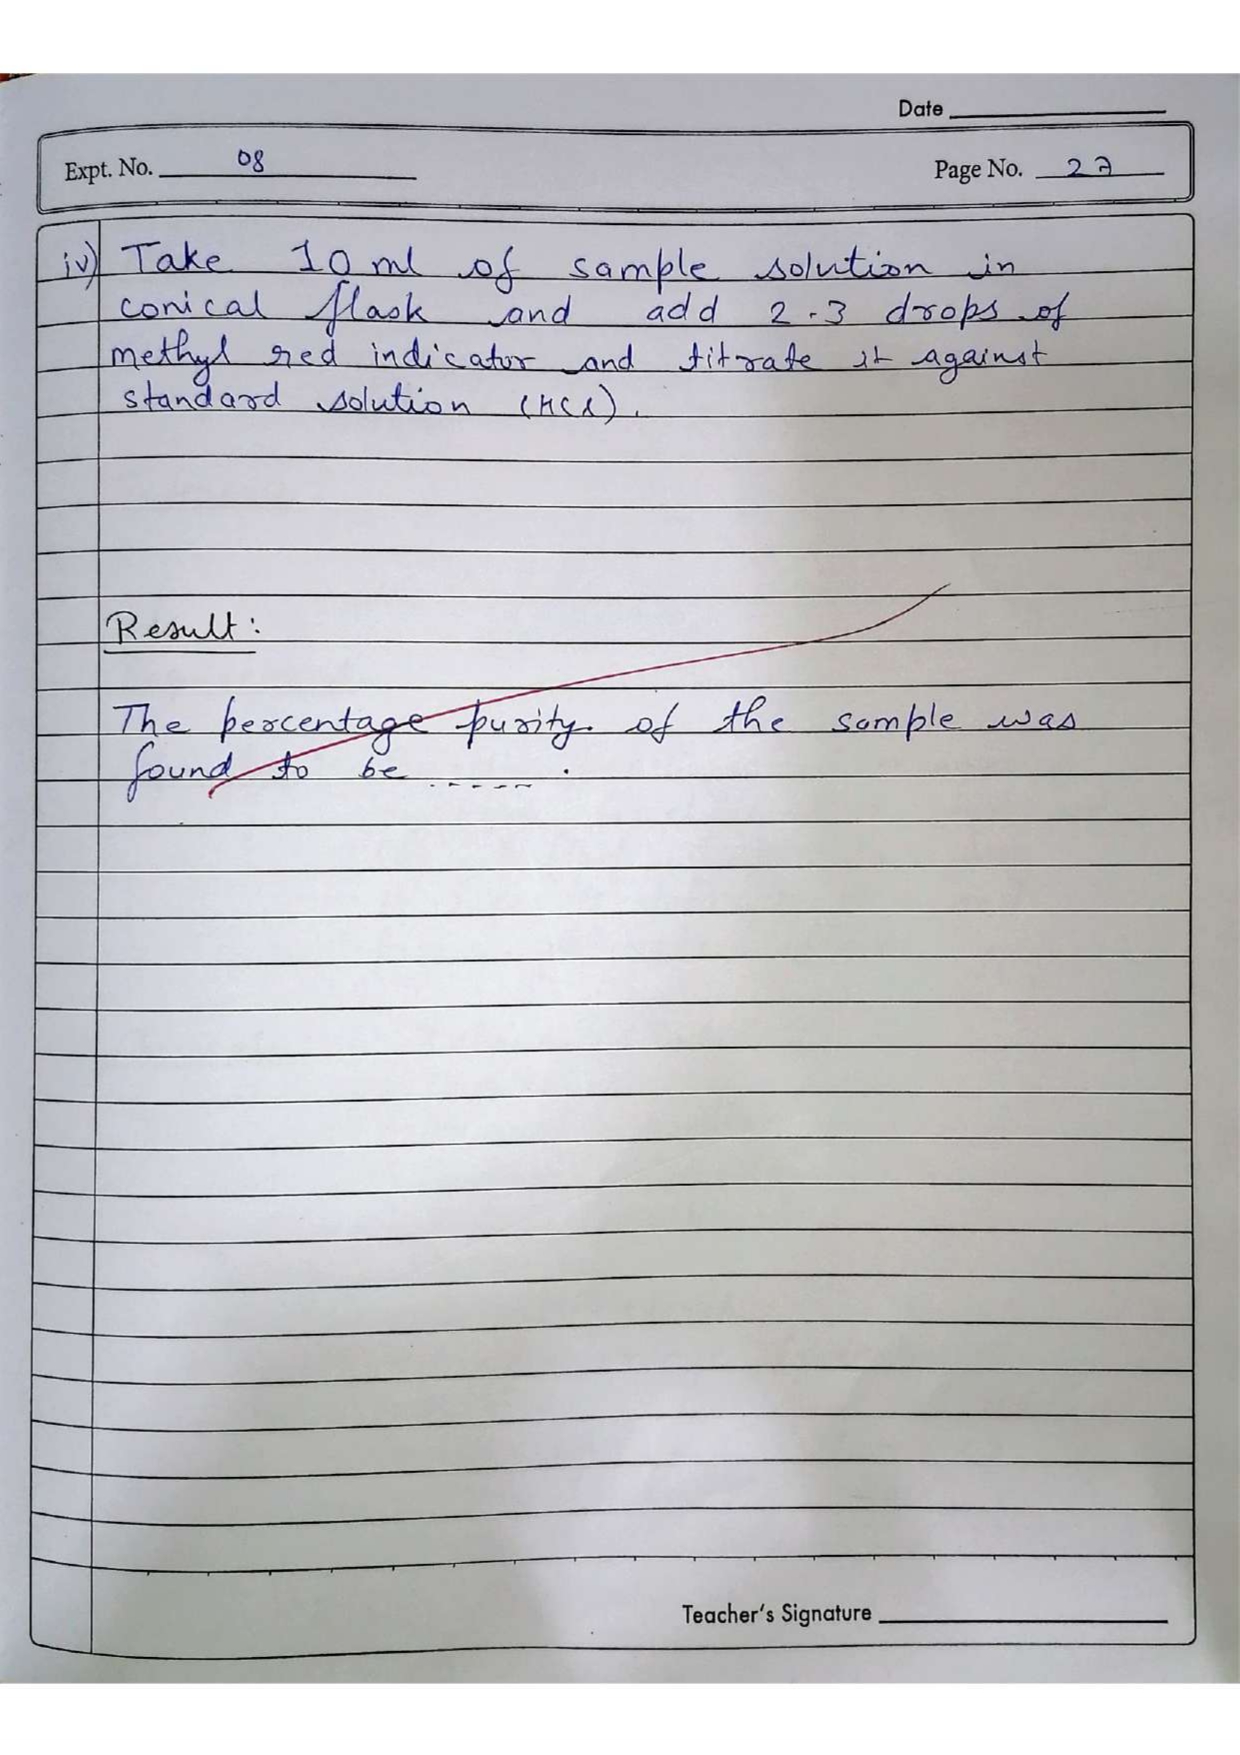 Date
Expt. No. 08
Page No. 27
iv) Take 10 ml of sample solution in
conical flask and add 2-3 drops of
methyl red indicator and titrate it against
standard solution (HCl).
Result:
The percentage purity of the sample was
found to be ------ .
Teacher's Signature